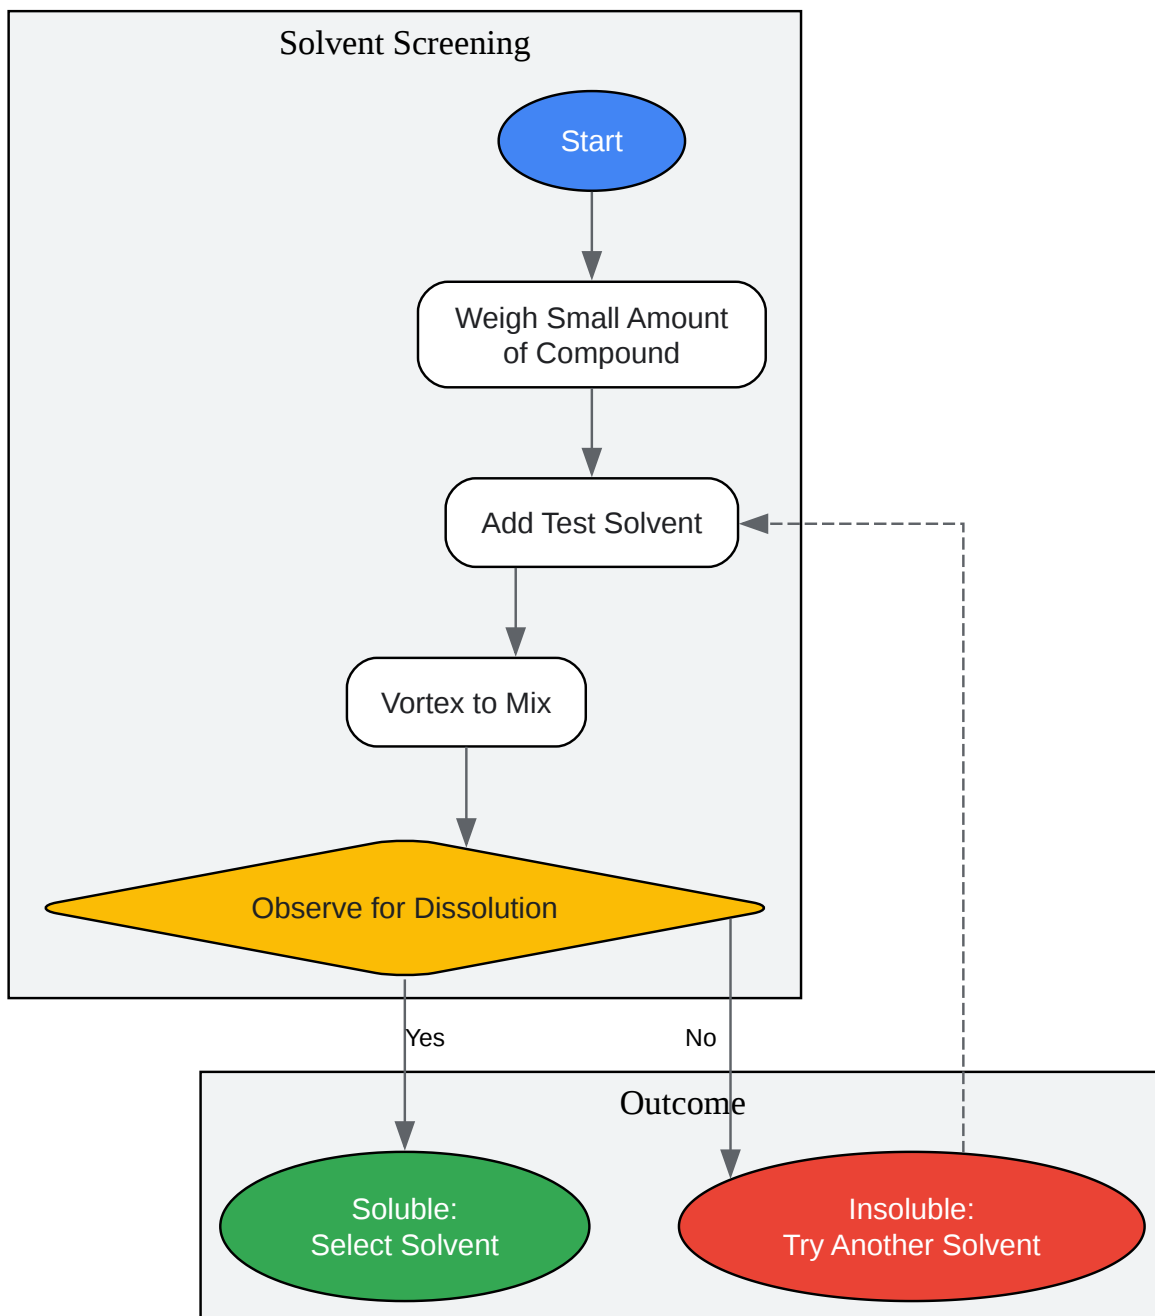 Solvent Screening
Start
Weigh Small Amount
of Compound
Add Test Solvent
Vortex to Mix
Observe for Dissolution
Yes
No
Outcome
Soluble:
Select Solvent
Insoluble:
Try Another Solvent